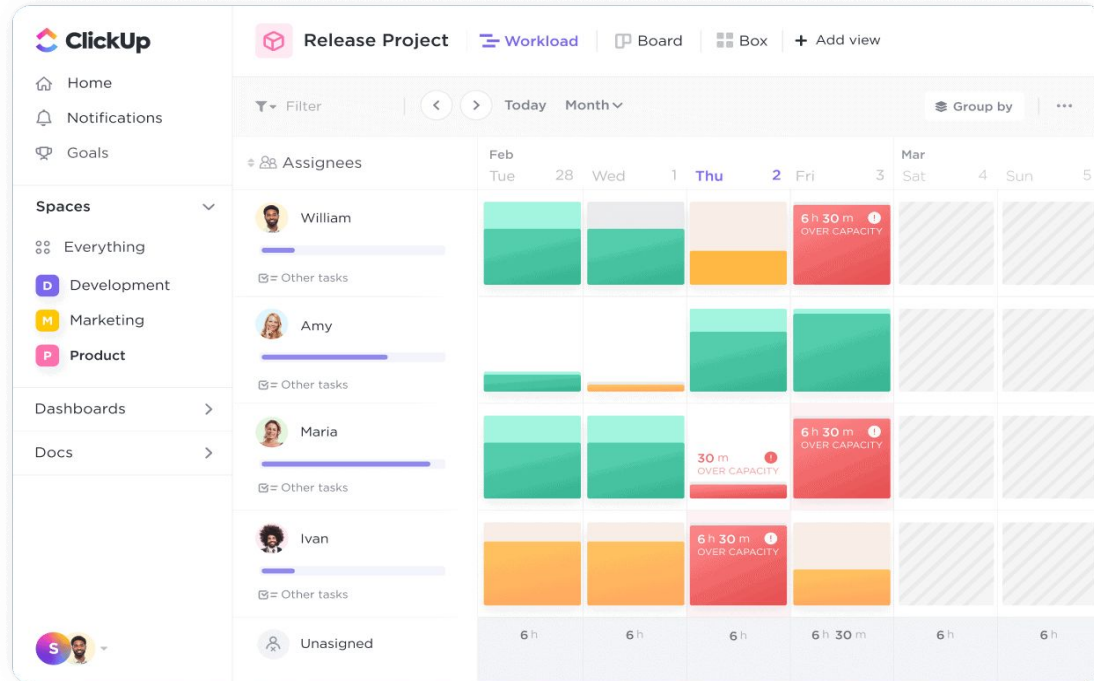 ClickUp
Home
Notifications
Goals
Spaces
Everything
D Development
M Marketing
P Product
Dashboards
Docs
S
Release Project Workload Board Box + Add view
Filter < > Today Month Group by ...
Assignees
Feb Mar
Tue 28 Wed 1 Thu 2 Fri 3 Sat 4 Sun 5
William
Other tasks
6 h 30 m !
OVER CAPACITY
Amy
Other tasks
Maria
Other tasks
30 m !
OVER CAPACITY
6 h 30 m !
OVER CAPACITY
Ivan
Other tasks
6 h 30 m !
OVER CAPACITY
Unasigned
6 h 6 h 6 h 6 h 30 m 6 h 6 h